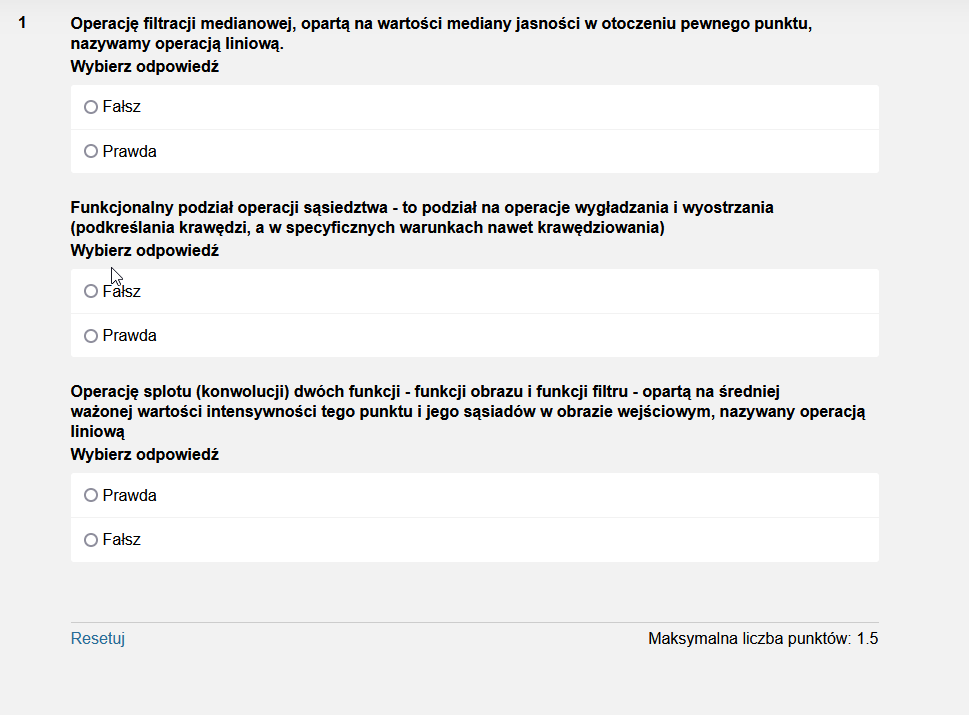 1
Operację filtracji medianowej, opartą na wartości mediany jasności w otoczeniu pewnego punktu,
nazywamy operacją liniową.
Wybierz odpowiedź
Fałsz
Prawda
Funkcjonalny podział operacji sąsiedztwa - to podział na operacje wygładzania i wyostrzania
(podkreślania krawędzi, a w specyficznych warunkach nawet krawędziowania)
Wybierz odpowiedź
Fałsz
Prawda
Operację splotu (konwolucji) dwóch funkcji - funkcji obrazu i funkcji filtru - opartą na średniej
ważonej wartości intensywności tego punktu i jego sąsiadów w obrazie wejściowym, nazywany operacją
liniową
Wybierz odpowiedź
Prawda
Fałsz
Resetuj
Maksymalna liczba punktów: 1.5